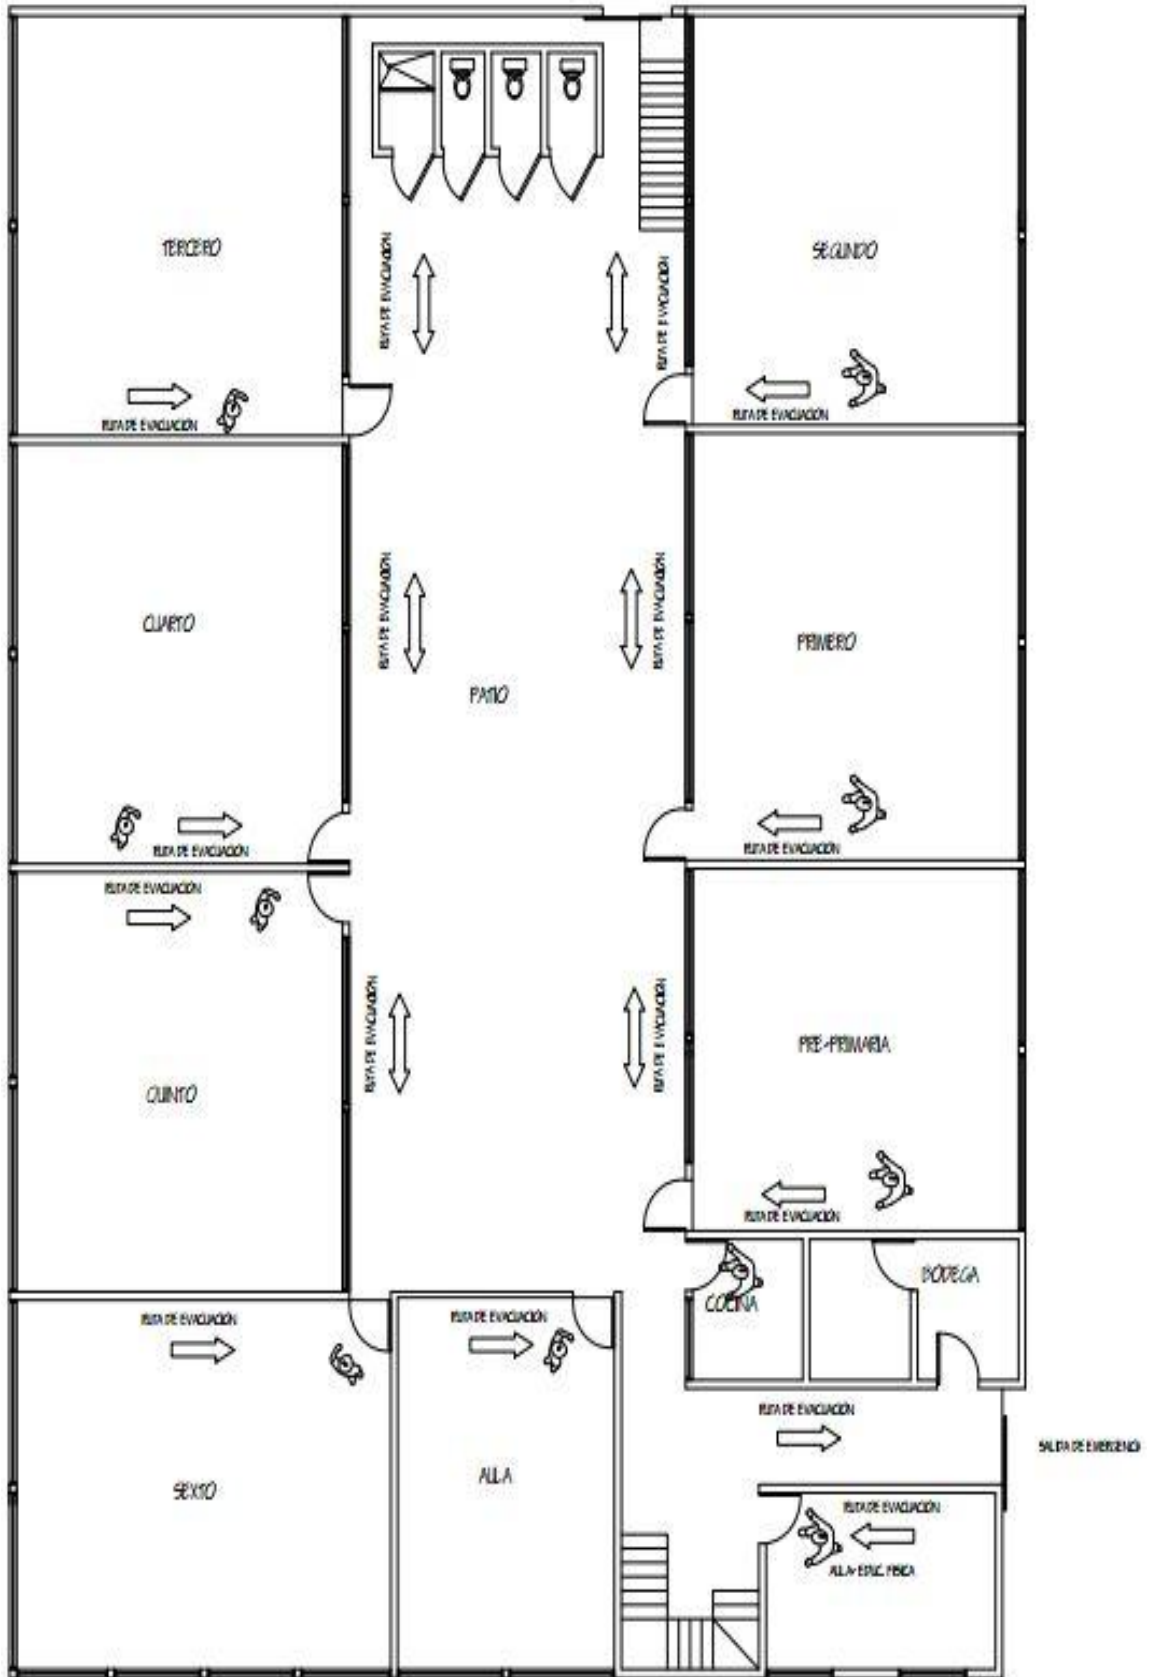 RUTA DE EVACUACIÓN
RUTA DE EVACUACIÓN
TERCERO
SEGUNDO
RUTA DE EVACUACIÓN
RUTA DE EVACUACIÓN
RUTA DE EVACUACIÓN
RUTA DE EVACUACIÓN
CUARTO
PRIMERO
PATIO
RUTA DE EVACUACIÓN
RUTA DE EVACUACIÓN
RUTA DE EVACUACIÓN
RUTA DE EVACUACIÓN
RUTA DE EVACUACIÓN
PRE-PRIMARIA
QUINTO
RUTA DE EVACUACIÓN
BODEGA
COCINA
RUTA DE EVACUACIÓN
RUTA DE EVACUACIÓN
RUTA DE EVACUACIÓN
SALIDA DE EMERGENCI
AULA
SEXTO
RUTA DE EVACUACIÓN
AULA EDUC. FISICA